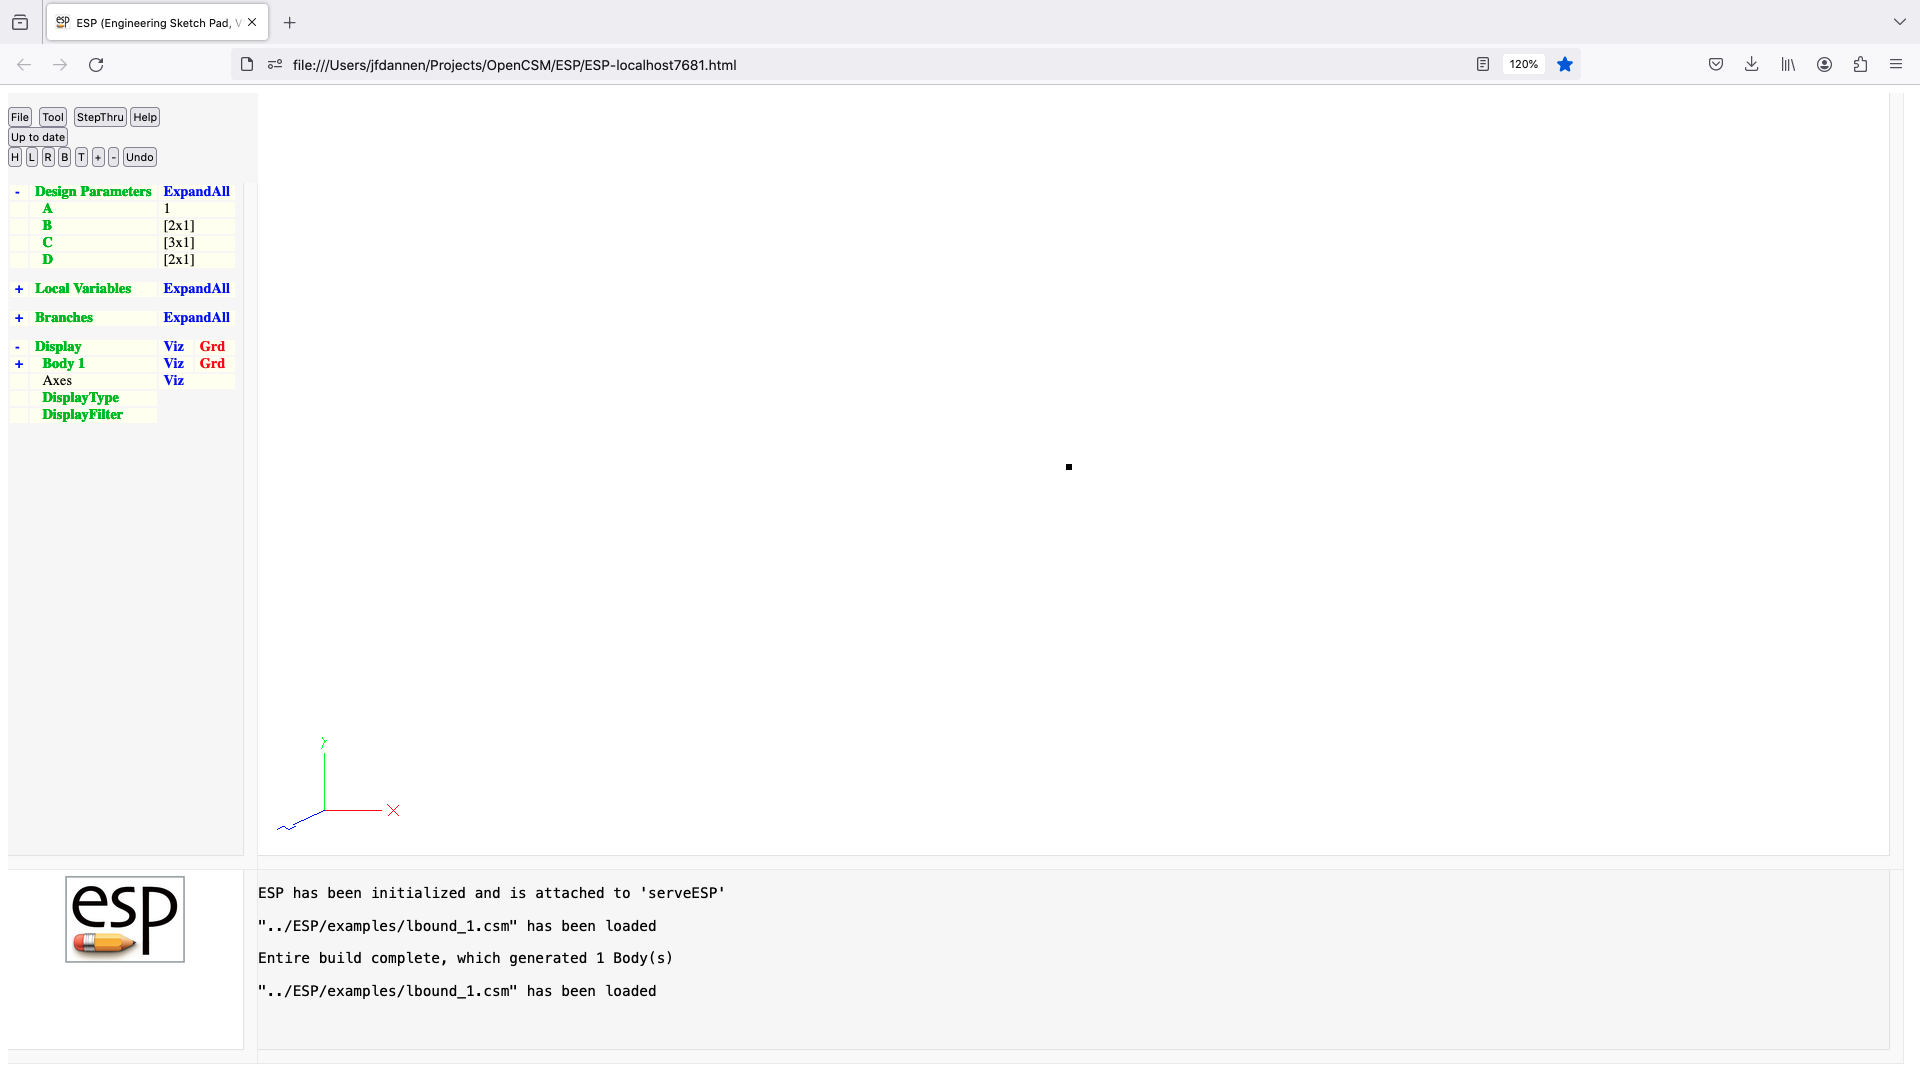 ESP (Engineering Sketch Pad, V
file:///Users/jfdannen/Projects/OpenCSM/ESP/ESP-localhost7681.html
120%
File Tool StepThru Help
Up to date
H L R B T + - Undo
- Design Parameters ExpandAll
A 1
B [2x1]
C [3x1]
D [2x1]
+ Local Variables ExpandAll
+ Branches ExpandAll
- Display Viz Grd
+ Body 1 Viz Grd
Axes Viz
DisplayType
DisplayFilter
Y
X
Z
esp
ESP has been initialized and is attached to 'serveESP'
"../ESP/examples/lbound_1.csm" has been loaded
Entire build complete, which generated 1 Body(s)
"../ESP/examples/lbound_1.csm" has been loaded